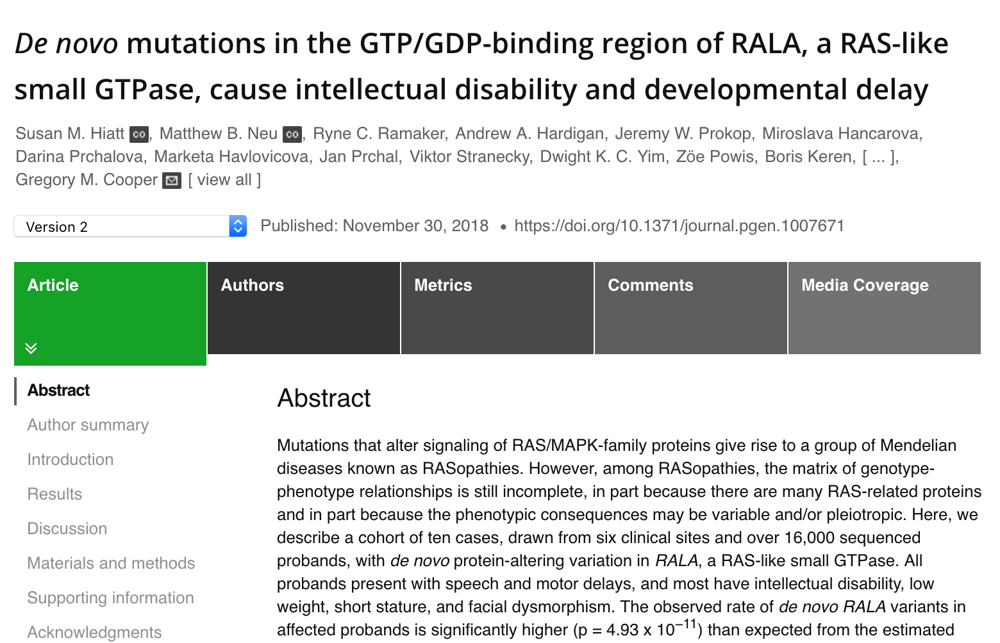 De novo mutations in the GTP/GDP-binding region of RALA, a RAS-like
small GTPase, cause intellectual disability and developmental delay
Susan M. Hiatt co, Matthew B. Neu co, Ryne C. Ramaker, Andrew A. Hardigan, Jeremy W. Prokop, Miroslava Hancarova,
Darina Prchalova, Marketa Havlovicova, Jan Prchal, Viktor Stranecky, Dwight K. C. Yim, Zöe Powis, Boris Keren, [ ... ],
Gregory M. Cooper [ view all ]
Version 2 Published: November 30, 2018 • https://doi.org/10.1371/journal.pgen.1007671
Article Authors Metrics Comments Media Coverage
Abstract
Author summary
Introduction
Results
Discussion
Materials and methods
Supporting information
Acknowledgments
Abstract
Mutations that alter signaling of RAS/MAPK-family proteins give rise to a group of Mendelian
diseases known as RASopathies. However, among RASopathies, the matrix of genotype-
phenotype relationships is still incomplete, in part because there are many RAS-related proteins
and in part because the phenotypic consequences may be variable and/or pleiotropic. Here, we
describe a cohort of ten cases, drawn from six clinical sites and over 16,000 sequenced
probands, with de novo protein-altering variation in RALA, a RAS-like small GTPase. All
probands present with speech and motor delays, and most have intellectual disability, low
weight, short stature, and facial dysmorphism. The observed rate of de novo RALA variants in
affected probands is significantly higher (p = 4.93 x 10⁻¹¹) than expected from the estimated